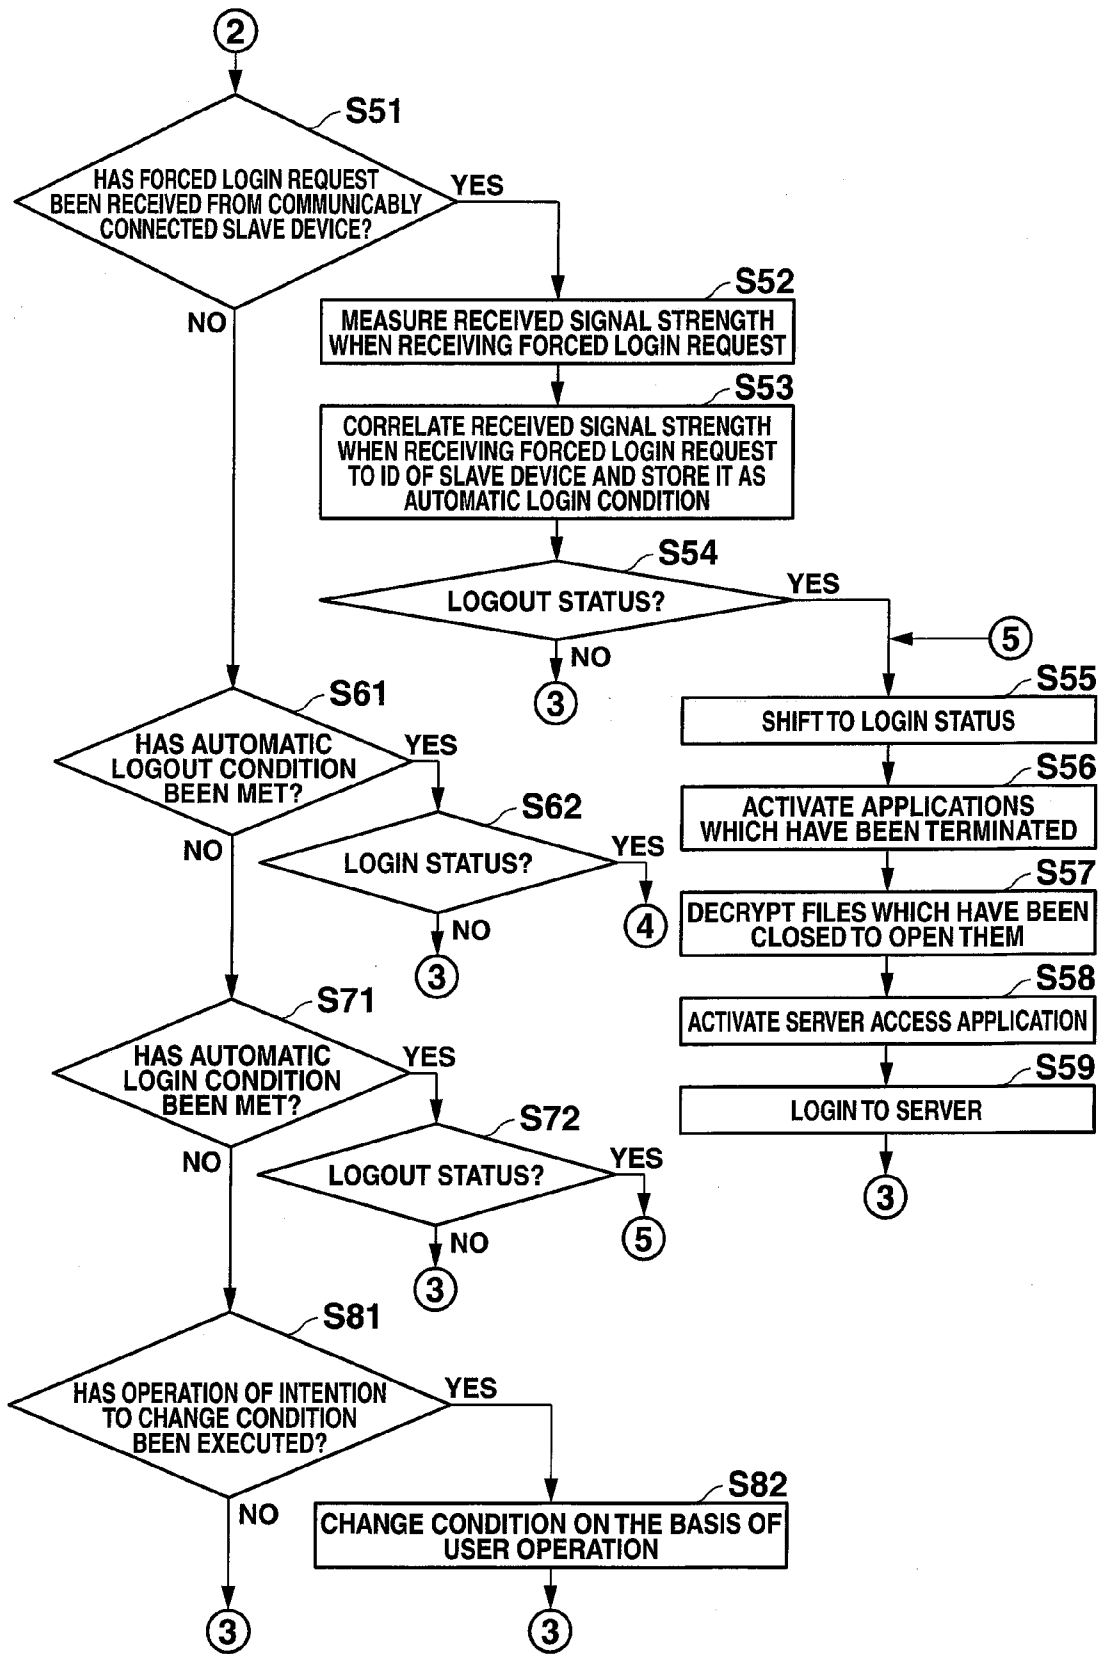 2
S51
HAS FORCED LOGIN REQUEST
BEEN RECEIVED FROM COMMUNICABLY
CONNECTED SLAVE DEVICE?
YES
NO
S52
MEASURE RECEIVED SIGNAL STRENGTH
WHEN RECEIVING FORCED LOGIN REQUEST
S53
CORRELATE RECEIVED SIGNAL STRENGTH
WHEN RECEIVING FORCED LOGIN REQUEST
TO ID OF SLAVE DEVICE AND STORE IT AS
AUTOMATIC LOGIN CONDITION
S54
LOGOUT STATUS?
YES
NO
3
5
S55
SHIFT TO LOGIN STATUS
S56
ACTIVATE APPLICATIONS
WHICH HAVE BEEN TERMINATED
S57
DECRYPT FILES WHICH HAVE BEEN
CLOSED TO OPEN THEM
S58
ACTIVATE SERVER ACCESS APPLICATION
S59
LOGIN TO SERVER
3
S61
HAS AUTOMATIC
LOGOUT CONDITION
BEEN MET?
YES
NO
S62
LOGIN STATUS?
YES
4
NO
3
S71
HAS AUTOMATIC
LOGIN CONDITION
BEEN MET?
YES
NO
S72
LOGOUT STATUS?
YES
5
NO
3
S81
HAS OPERATION OF INTENTION
TO CHANGE CONDITION
BEEN EXECUTED?
YES
NO
3
S82
CHANGE CONDITION ON THE BASIS OF
USER OPERATION
3